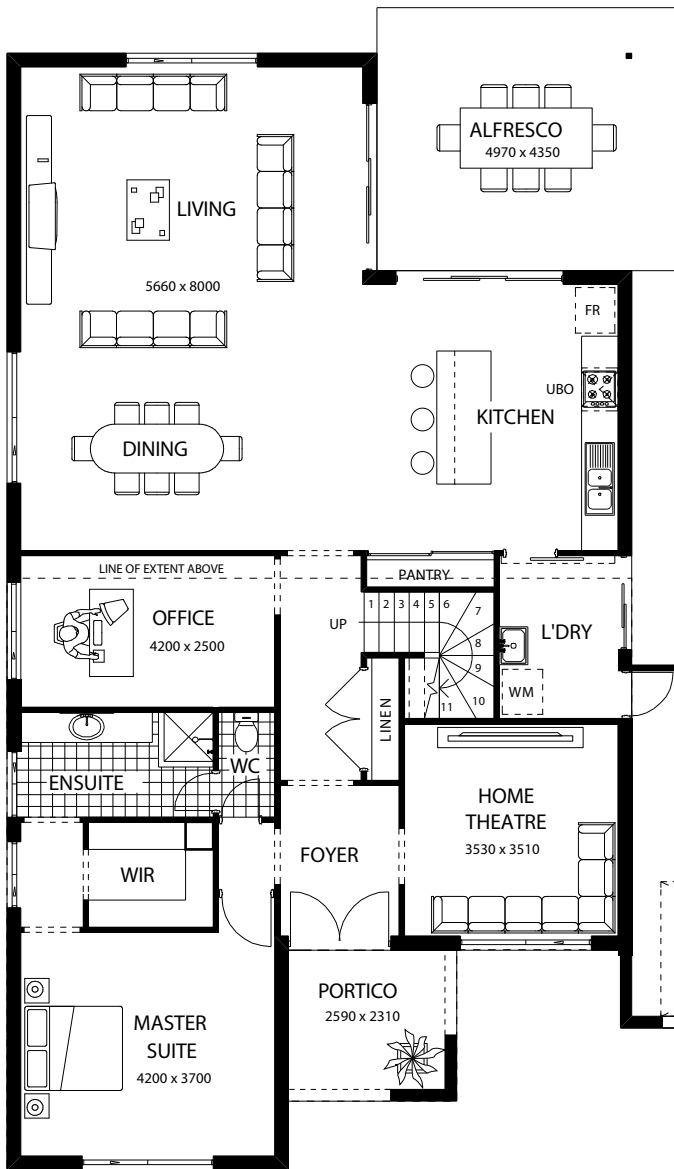 ALFRESCO
4970 x 4350
LIVING
5660 x 8000
FR
UBO
KITCHEN
DINING
LINE OF EXTENT ABOVE
PANTRY
OFFICE
4200 x 2500
UP
1 2 3 4 5 6
7
8
9
10
11
L'DRY
WM
LINEN
ENSUITE
WC
HOME
THEATRE
3530 x 3510
FOYER
WIR
PORTICO
2590 x 2310
MASTER
SUITE
4200 x 3700